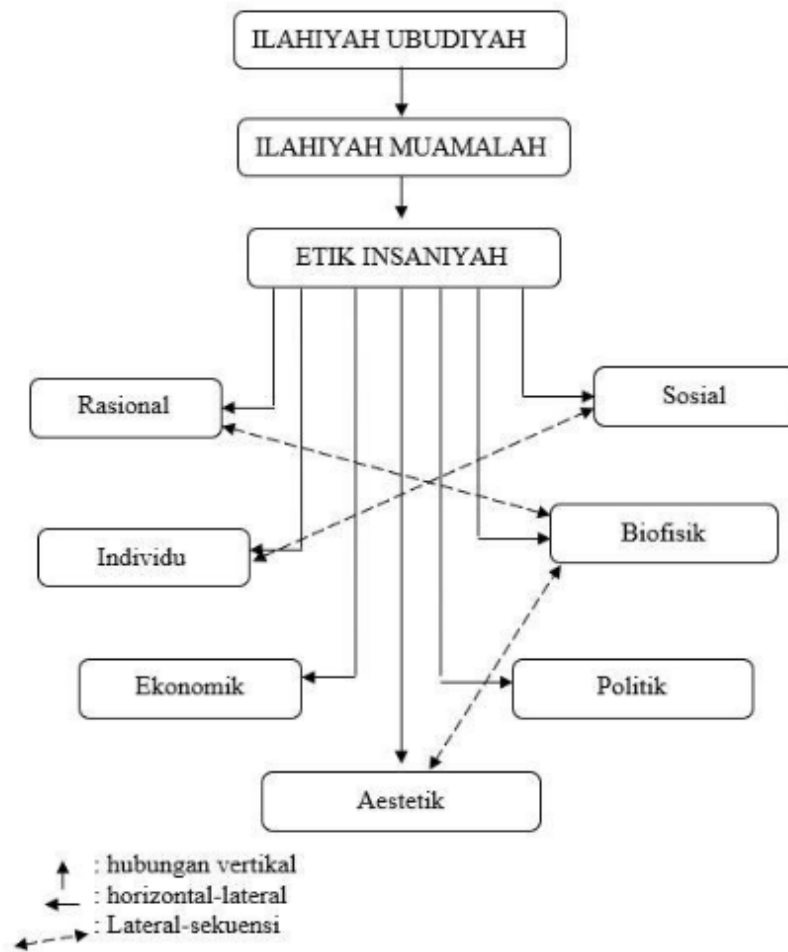 ILAHIYAH UBUDIYAH
ILAHIYAH MUAMALAH
ETIK INSANIYAH
Rasional
Sosial
Individu
Biofisik
Ekonomik
Politik
Aestetik
: hubungan vertikal
: horizontal-lateral
: Lateral-sekuensi